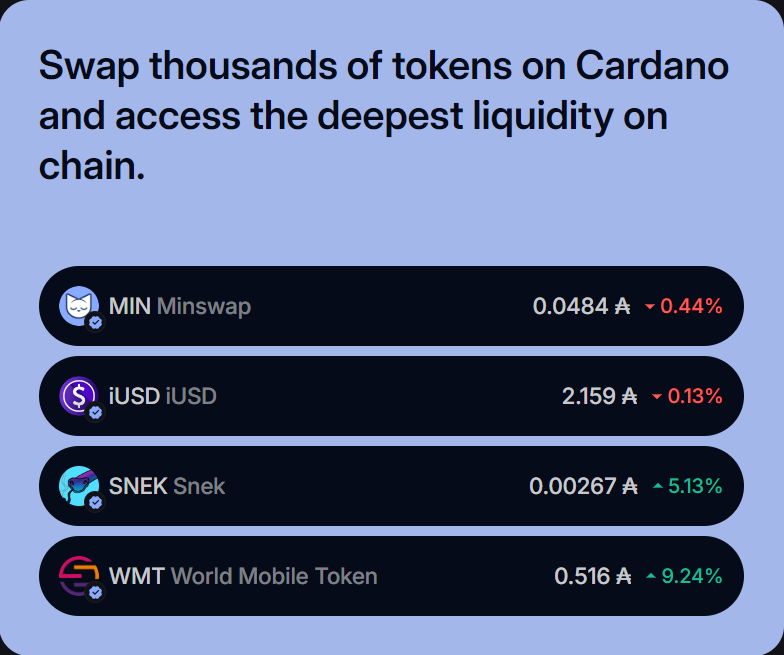 Swap thousands of tokens on Cardano
and access the deepest liquidity on
chain.
MIN Minswap 0.0484 ₳ 0.44%
iUSD iUSD 2.159 ₳ 0.13%
SNEK Snek 0.00267 ₳ 5.13%
WMT World Mobile Token 0.516 ₳ 9.24%